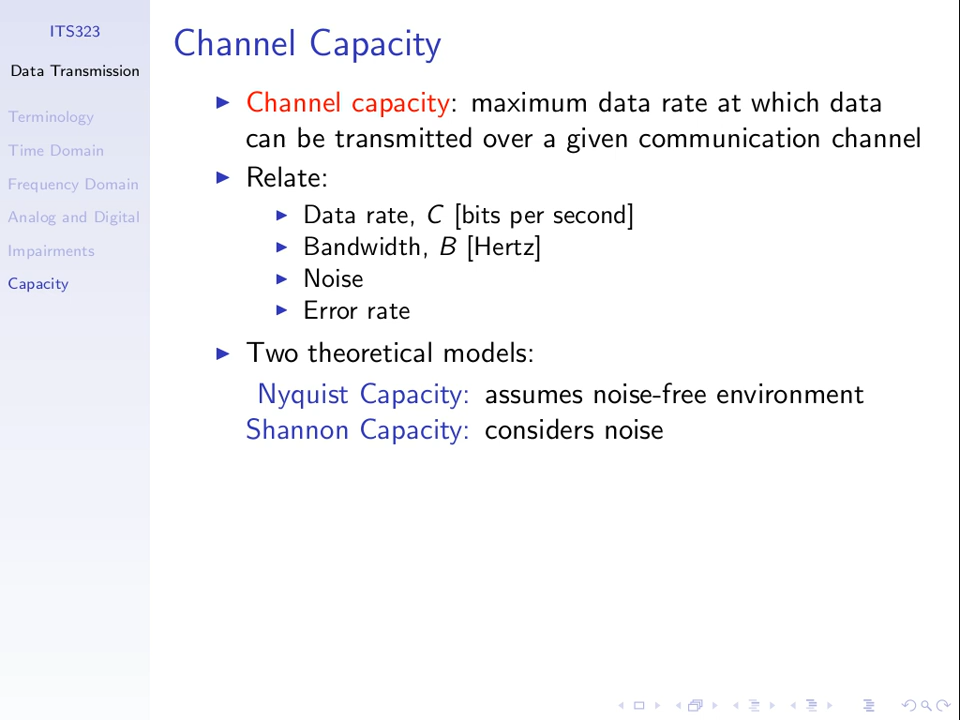 ITS323
Data Transmission
Terminology
Time Domain
Frequency Domain
Analog and Digital
Impairments
Capacity
Channel Capacity
Channel capacity: maximum data rate at which data
can be transmitted over a given communication channel
Relate:
Data rate, C [bits per second]
Bandwidth, B [Hertz]
Noise
Error rate
Two theoretical models:
Nyquist Capacity: assumes noise-free environment
Shannon Capacity: considers noise